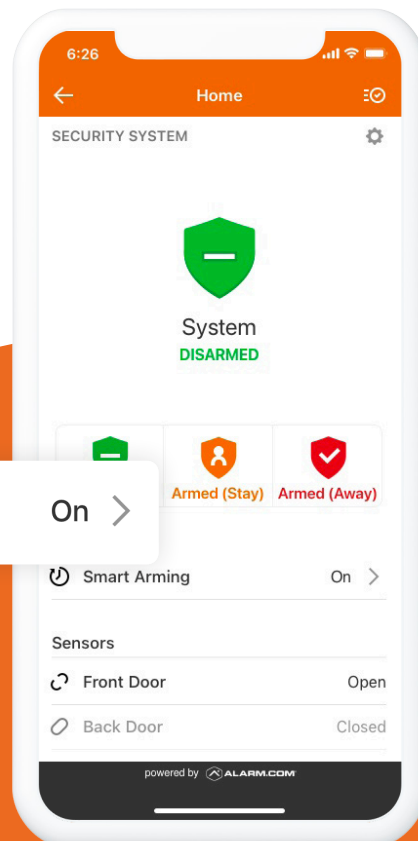 6:26
Home
SECURITY SYSTEM
System
DISARMED
Armed (Stay) Armed (Away)
On
Smart Arming On
Sensors
Front Door Open
Back Door Closed
powered by ALARM.COM